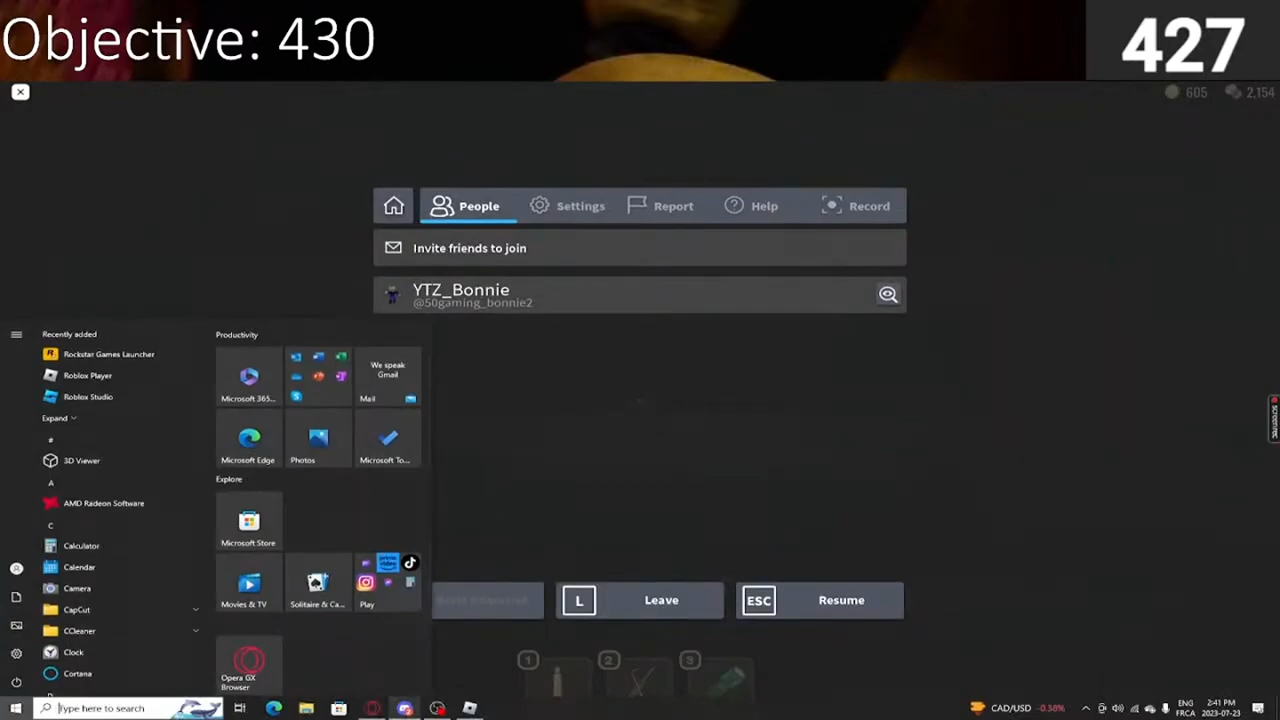 Objective: 430
427
605
2,154
People
Settings
Report
Help
Record
Invite friends to join
YTZ_Bonnie
@50gaming_bonnie2
Recently added
Rockstar Games Launcher
Roblox Player
Roblox Studio
Expand
#
3D Viewer
A
AMD Radeon Software
C
Calculator
Calendar
Camera
CapCut
CCleaner
Clock
Cortana
Productivity
Microsoft 365...
We speak
Gmail
Mail
Microsoft Edge
Photos
Microsoft To...
Explore
Microsoft Store
Movies & TV
Solitaire & Ca...
prime video
Play
Opera GX
Browser
L
Leave
ESC
Resume
1
2
3
screenrec
Type here to search
CAD/USD
-0.38%
ENG
FRCA
2:41 PM
2023-07-23